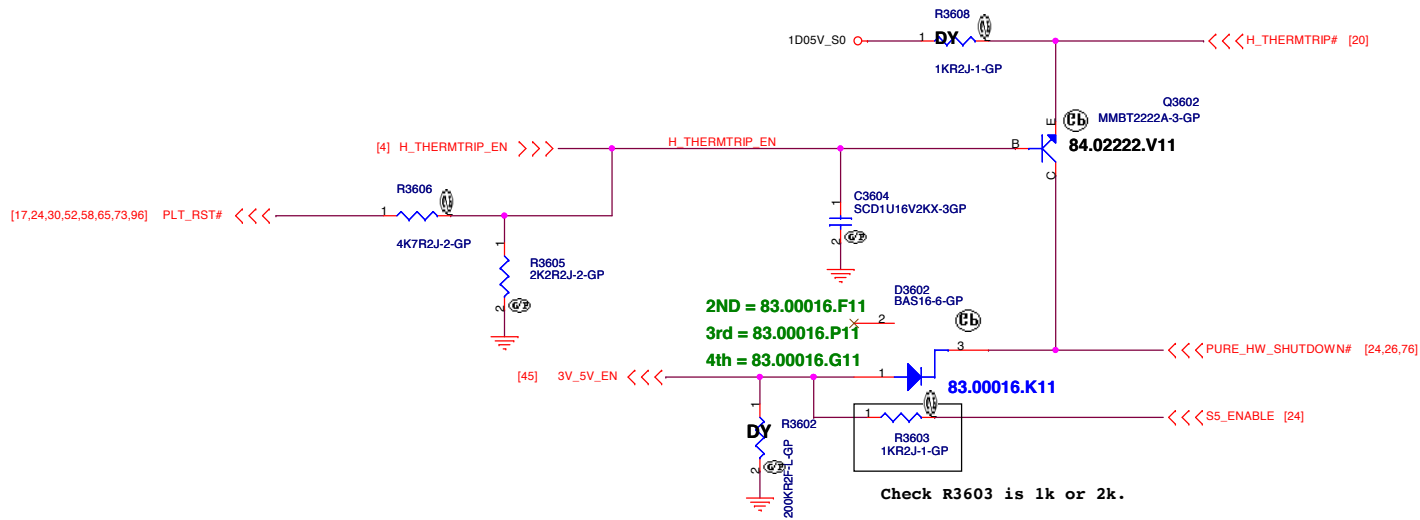 R3608
1D05V_S0
1
DY
H_THERMTRIP# [20]
1KR2J-1-GP
Q3602
MMBT2222A-3-GP
E
84.02222.V11
[4] H_THERMTRIP_EN
H_THERMTRIP_EN
B
C
R3606
[17,24,30,52,58,65,73,96] PLT_RST#
1
4K7R2J-2-GP
C3604
SCD1U16V2KX-3GP
1
2
1
R3605
2K2R2J-2-GP
2
D3602
BAS16-6-GP
2ND = 83.00016.F11
2
3rd = 83.00016.P11
3
PURE_HW_SHUTDOWN# [24,26,76]
4th = 83.00016.G11
[45] 3V_5V_EN
1
83.00016.K11
1
DY
R3602
200KR2F-L-GP
2
1
S5_ENABLE [24]
R3603
1KR2J-1-GP
Check R3603 is 1k or 2k.